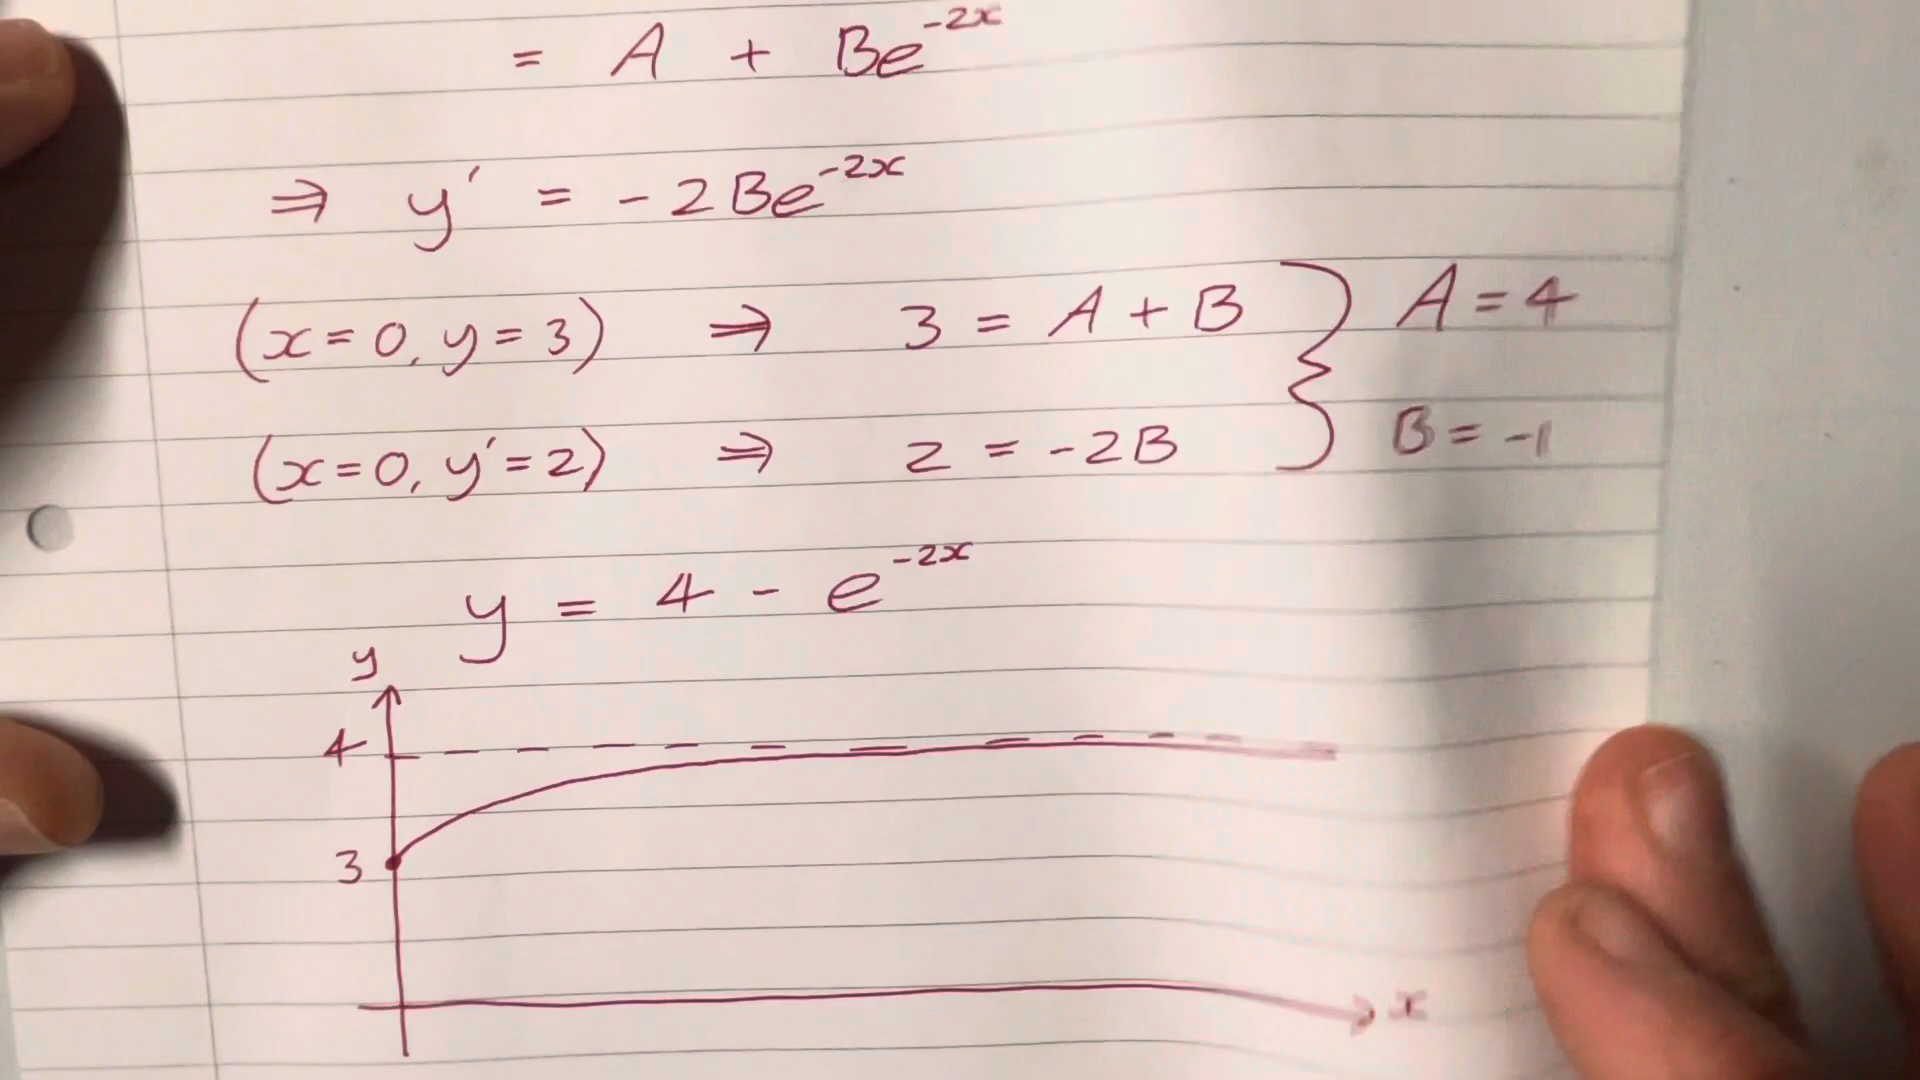 = A + Be^{-2x}
⇒ y' = -2Be^{-2x}
(x=0, y=3) ⇒ 3 = A + B } A = 4
(x=0, y'=2) ⇒ 2 = -2B B = -1
y = 4 - e^{-2x}
y
4
3
x